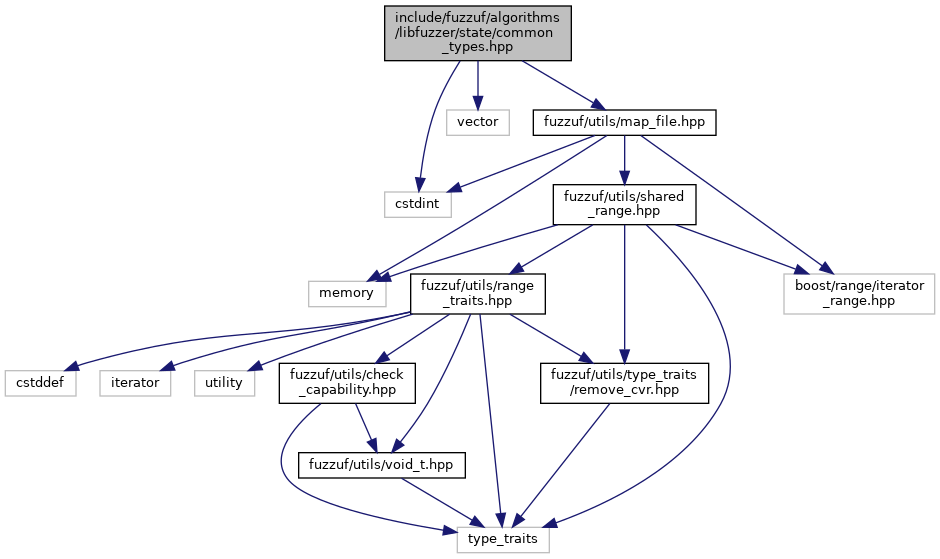 include/fuzzuf/algorithms
/libfuzzer/state/common
_types.hpp
vector
fuzzuf/utils/map_file.hpp
cstdint
fuzzuf/utils/shared
_range.hpp
memory
fuzzuf/utils/range
_traits.hpp
boost/range/iterator
_range.hpp
cstddef
iterator
utility
fuzzuf/utils/check
_capability.hpp
fuzzuf/utils/type_traits
/remove_cvr.hpp
fuzzuf/utils/void_t.hpp
type_traits